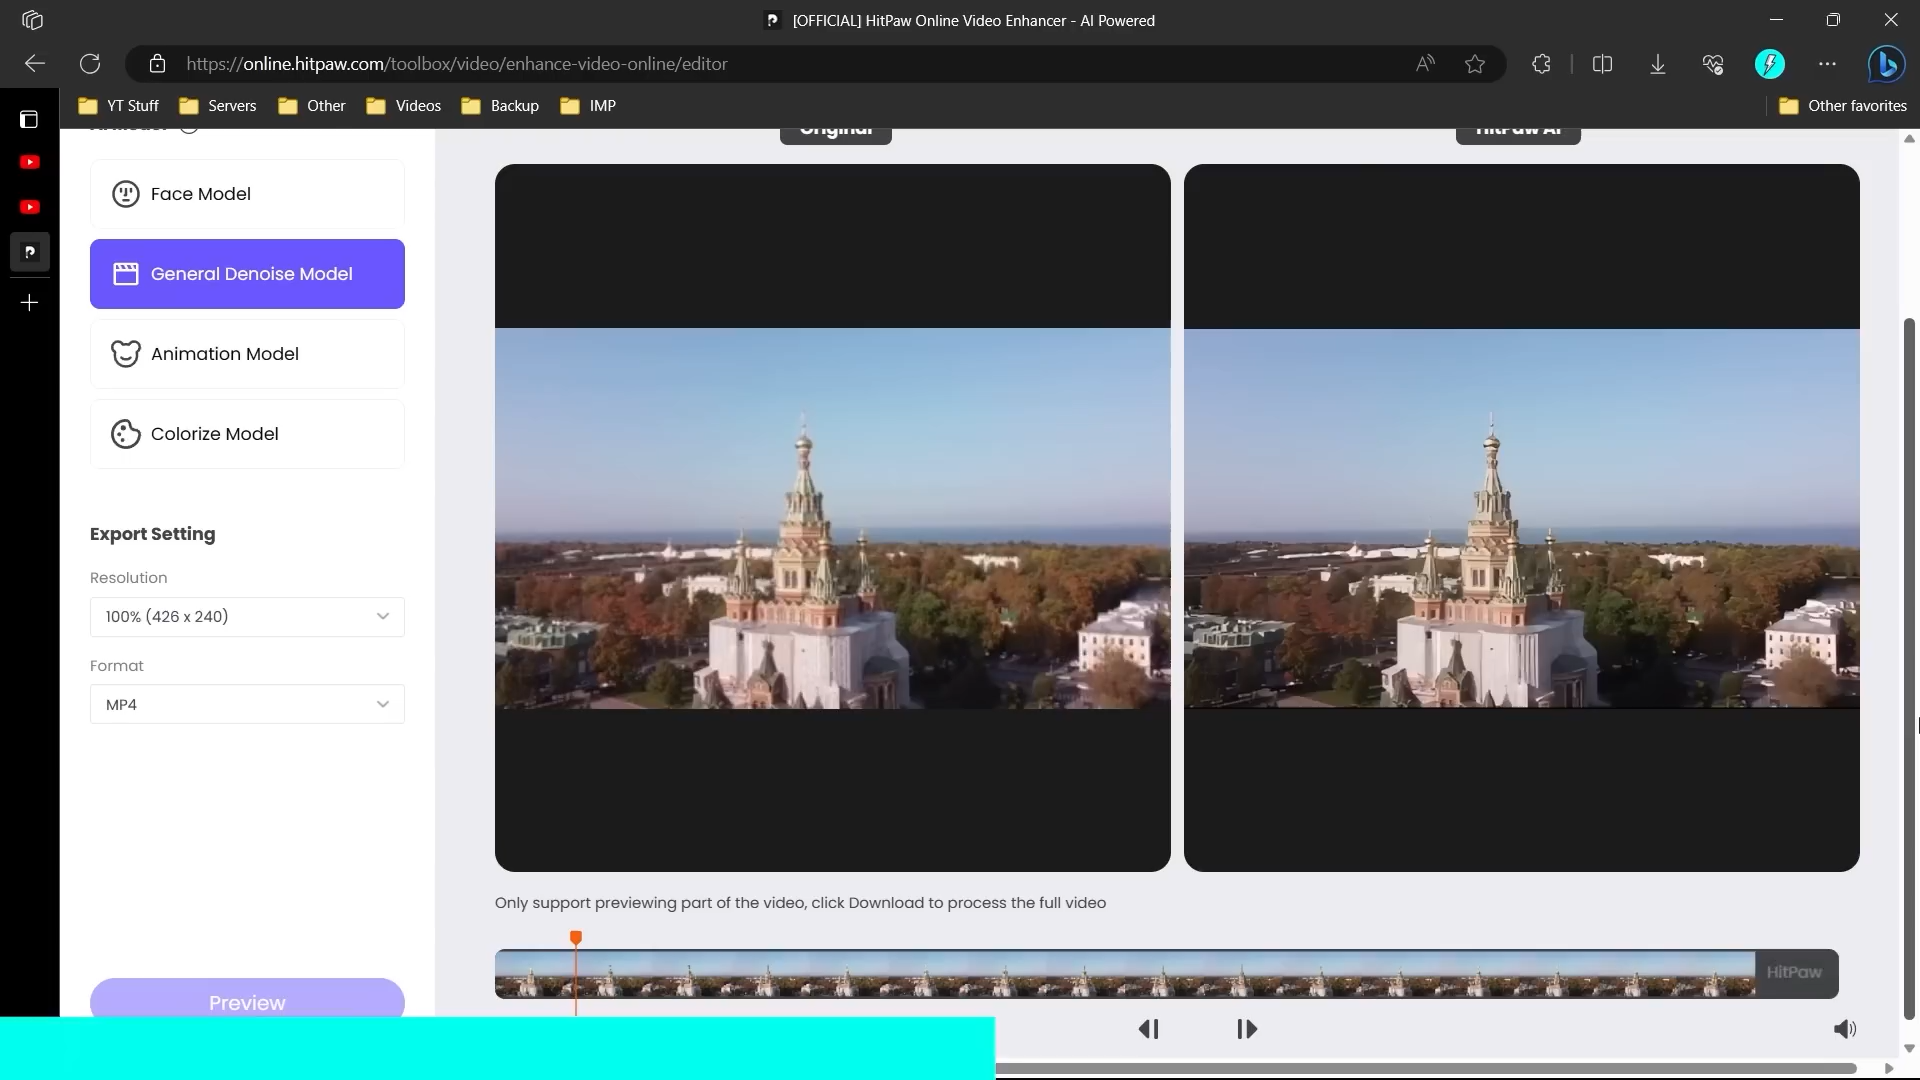 [OFFICIAL] HitPaw Online Video Enhancer - AI Powered
https://online.hitpaw.com/toolbox/video/enhance-video-online/editor
YT Stuff
Servers
Other
Videos
Backup
IMP
Other favorites
Original
HitPaw AI
Face Model
General Denoise Model
Animation Model
Colorize Model
Export Setting
Resolution
100% (426 x 240)
Format
MP4
Only support previewing part of the video, click Download to process the full video
HitPaw
Preview